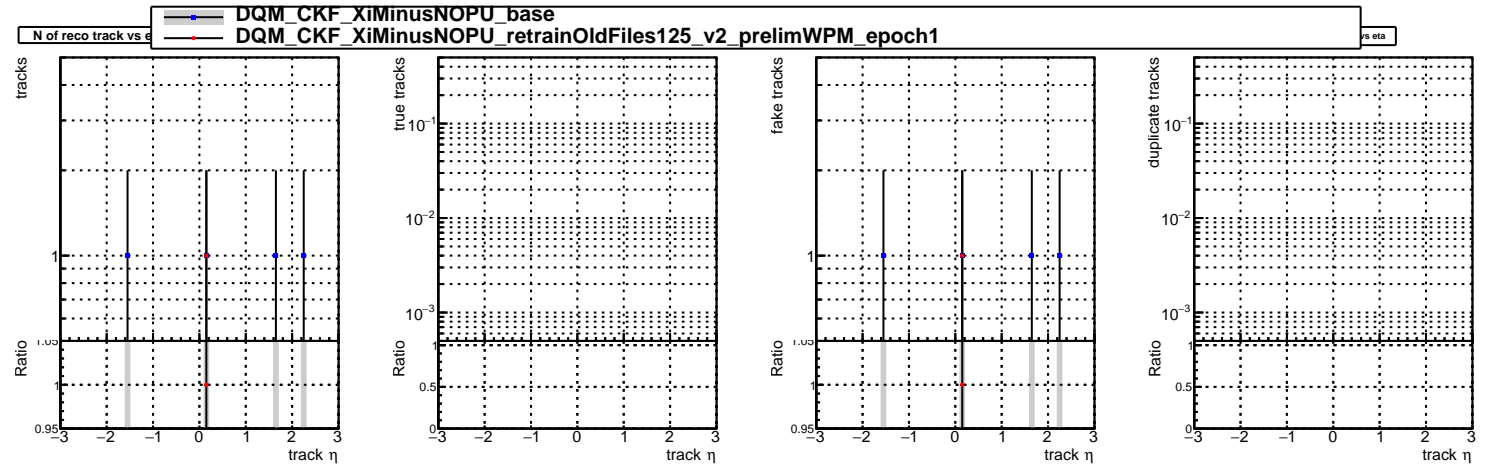 DQM_CKF_XiMinusNOPU_base
DQM_CKF_XiMinusNOPU_retrainOldFiles125_v2_prelimWPM_epoch1
N of reco track vs e
vs eta
tracks
1
Ratio
1.05
1
0.95
−3 −2 −1 0 1 2 3
track η
true tracks
10−1
10−2
10−3
Ratio
1
0.5
0
−3 −2 −1 0 1 2 3
track η
fake tracks
1
Ratio
1.05
1
0.95
−3 −2 −1 0 1 2 3
track η
duplicate tracks
10−1
10−2
10−3
Ratio
1
0.5
0
−3 −2 −1 0 1 2 3
track η